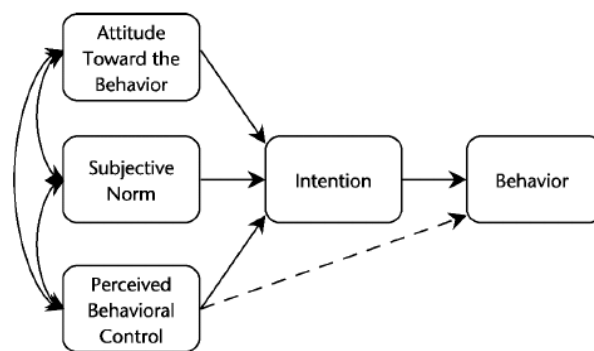 Attitude
Toward the
Behavior
Subjective
Norm
Intention
Behavior
Perceived
Behavioral
Control